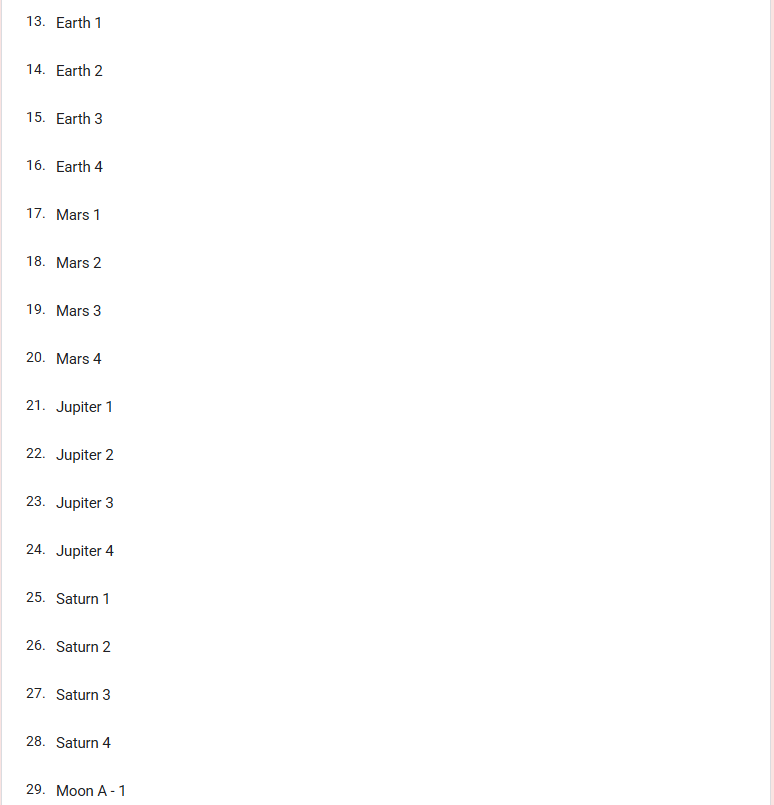 13. Earth 1
14. Earth 2
15. Earth 3
16. Earth 4
17. Mars 1
18. Mars 2
19. Mars 3
20. Mars 4
21. Jupiter 1
22. Jupiter 2
23. Jupiter 3
24. Jupiter 4
25. Saturn 1
26. Saturn 2
27. Saturn 3
28. Saturn 4
29. Moon A - 1